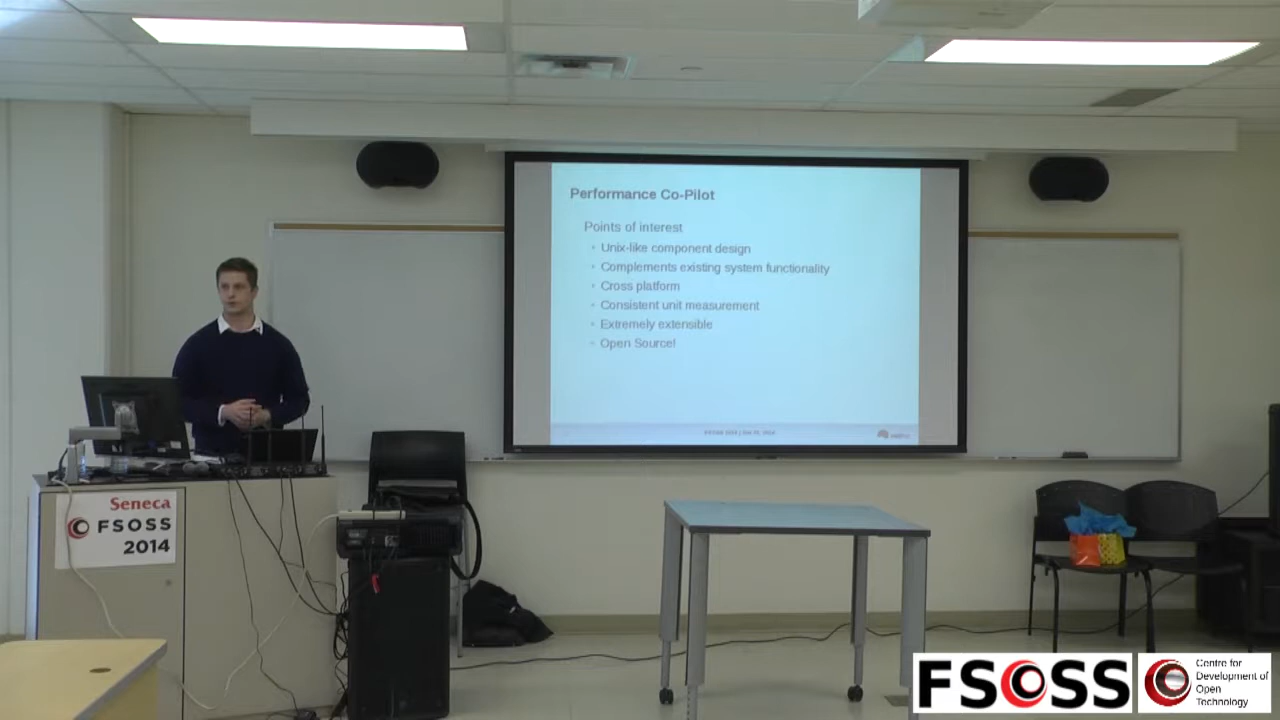 Performance Co-Pilot
Points of interest
Unix-like component design
Complements existing system functionality
Cross platform
Consistent unit measurement
Extremely extensible
Open Source!
Seneca
FSOSS
2014
FSOSS
Centre for
Development of
Open
Technology